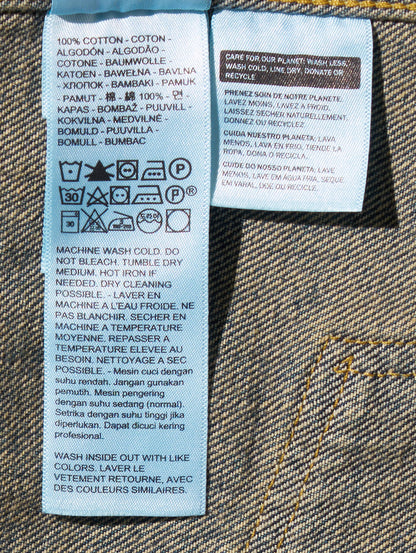 100% COTTON - COTON -
ALGODÓN - ALGODÃO -
COTONE - BAUMWOLLE -
KATOEN - BAWEŁNA - BAVLNA
- ХЛОПОК - BAMBAKI - PAMUK
- PAMUT - 棉 - 綿 100% - 면 -
KAPAS - BOMBAŽ - PUUVILL -
KOKVILNA - MEDVILNĖ -
BOMULD - PUUVILLA -
BOMULL - BUMBAC
P
30 P
30
MACHINE WASH COLD. DO
NOT BLEACH. TUMBLE DRY
MEDIUM. HOT IRON IF
NEEDED. DRY CLEANING
POSSIBLE. - LAVER EN
MACHINE A L'EAU FROIDE. NE
PAS BLANCHIR. SECHER EN
MACHINE A TEMPERATURE
MOYENNE. REPASSER A
TEMPERATURE ELEVEE AU
BESOIN. NETTOYAGE A SEC
POSSIBLE. - Mesin cuci dengan
suhu rendah. Jangan gunakan
pemutih. Mesin pengering
dengan suhu sedang (normal).
Setrika dengan suhu tinggi jika
diperlukan. Dapat dicuci kering
profesional.
WASH INSIDE OUT WITH LIKE
COLORS. LAVER LE
VETEMENT RETOURNE, AVEC
DES COULEURS SIMILAIRES.
CARE FOR OUR PLANET: WASH LESS,
WASH COLD, LINE DRY, DONATE OR
RECYCLE
PRENEZ SOIN DE NOTRE PLANETE.
LAVEZ MOINS, LAVEZ A FROID,
LAISSEZ SECHER NATURELLEMENT,
DONNEZ OU RECYCLEZ.
CUIDA NUESTRO PLANETA: LAVA
MENOS, LAVA EN FRIO, TIENDE LA
ROPA, DONA O RECICLA.
CUIDE DO NOSSO PLANETA: LAVE
MENOS, LAVE EM AGUA FRIA, SEQUE
EM VARAL, DOE OU RECICLE.